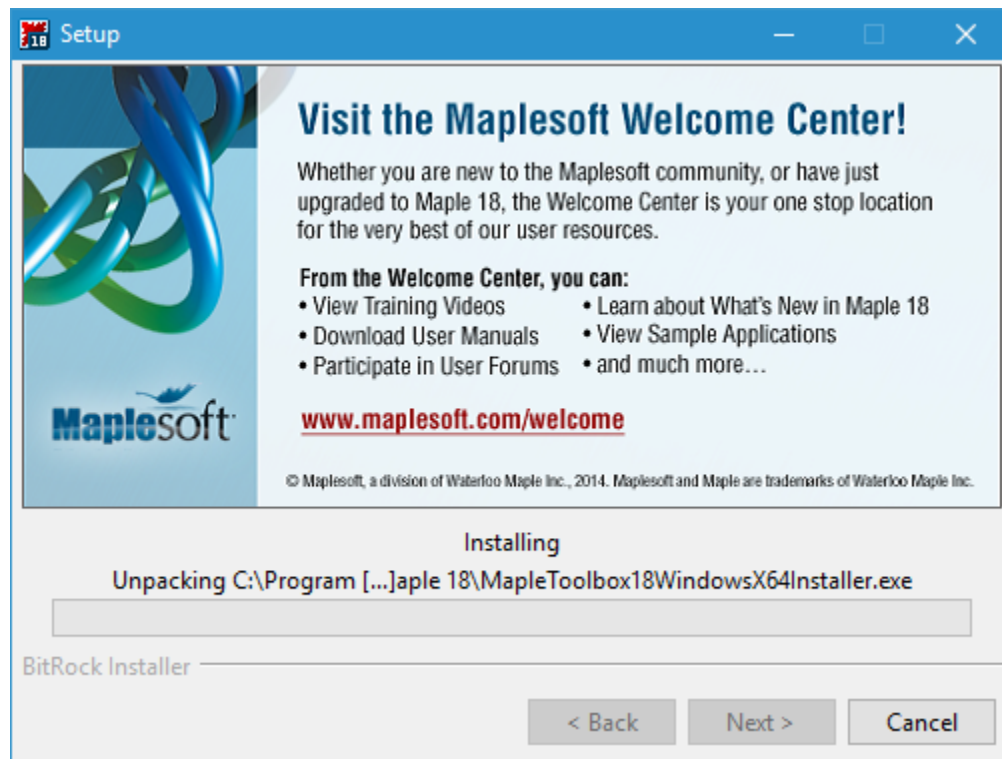 18 Setup
Visit the Maplesoft Welcome Center!
Whether you are new to the Maplesoft community, or have just
upgraded to Maple 18, the Welcome Center is your one stop location
for the very best of our user resources.
From the Welcome Center, you can:
• View Training Videos • Learn about What's New in Maple 18
• Download User Manuals • View Sample Applications
• Participate in User Forums • and much more...
Maplesoft
www.maplesoft.com/welcome
© Maplesoft, a division of Waterloo Maple Inc., 2014. Maplesoft and Maple are trademarks of Waterloo Maple Inc.
Installing
Unpacking C:\Program [...]aple 18\MapleToolbox18WindowsX64Installer.exe
BitRock Installer
< Back Next > Cancel